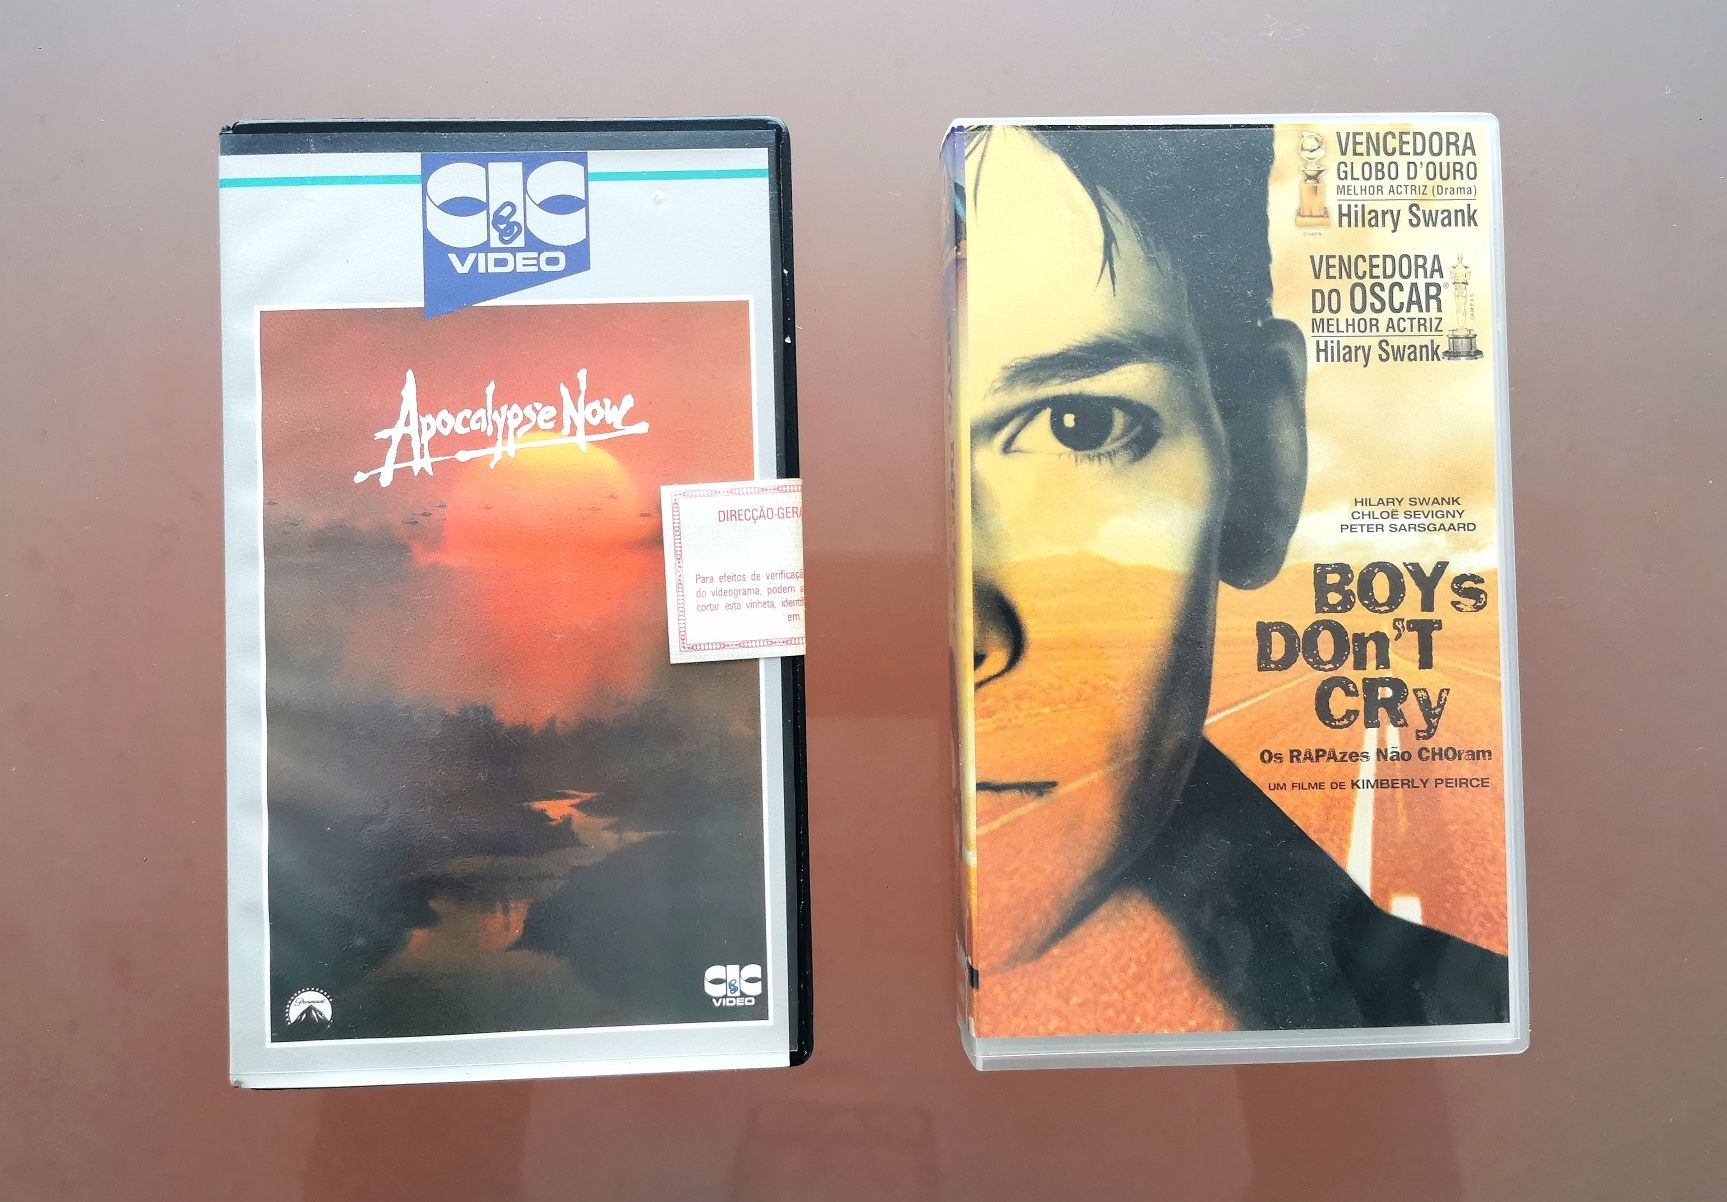 CIC
VIDEO
Apocalypse Now
DIRECÇÃO-GERA
Para efeitos de verificaçã
do videograma, podem a
cortar esta vinheta, identif
em
Paramount
CIC
VIDEO
VENCEDORA
GLOBO D'OURO
MELHOR ACTRIZ (Drama)
Hilary Swank
VENCEDORA
DO OSCAR®
MELHOR ACTRIZ
Hilary Swank
HILARY SWANK
CHLOË SEVIGNY
PETER SARSGAARD
BOYs
DOn'T
CRy
Os RAPAzes Não CHOram
UM FILME DE KIMBERLY PEIRCE